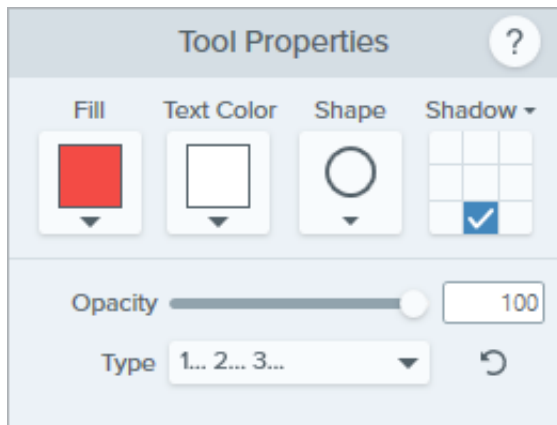 Tool Properties ?
Fill Text Color Shape Shadow
Opacity 100
Type 1... 2... 3...